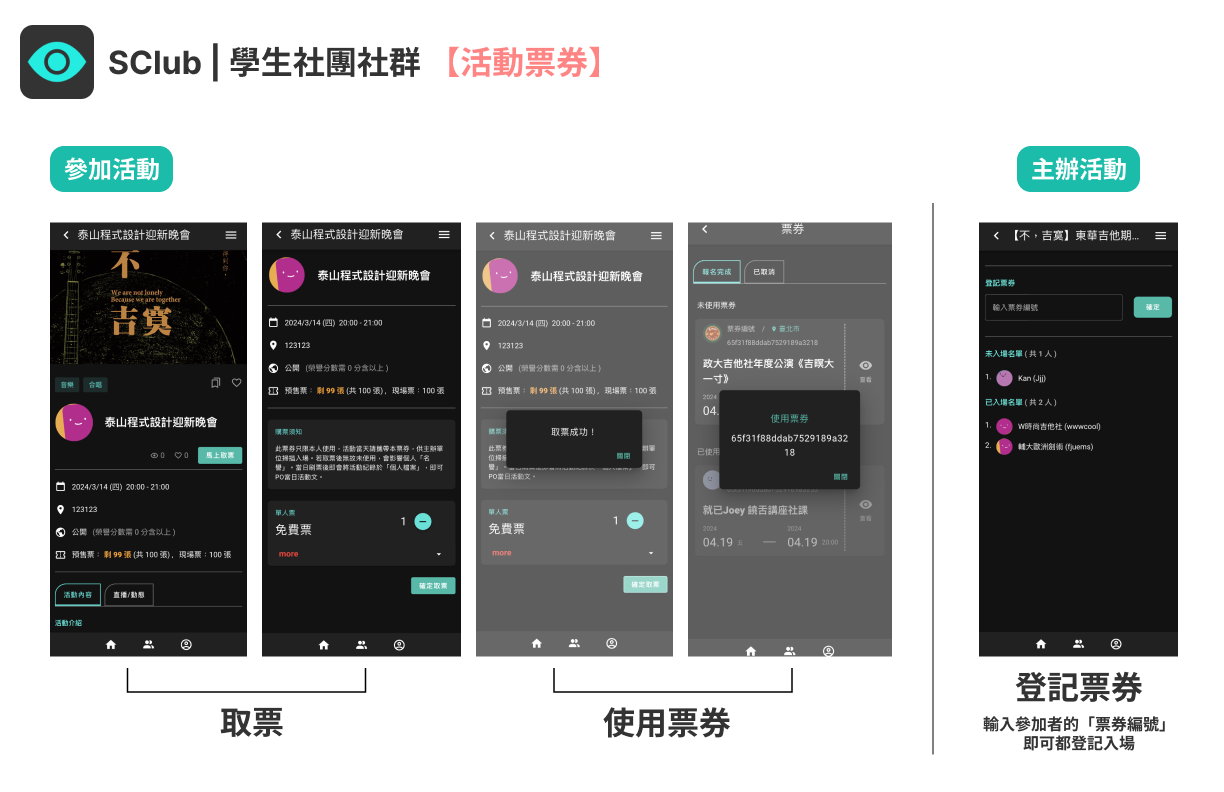 SClub | 學生社團社群 【活動票券】
參加活動
泰山程式設計迎新晚會
不
得到你，
We are not lonely
Because we are together
吉寞
音樂
合唱
泰山程式設計迎新晚會
0
0
馬上取票
2024/3/14 (四) 20:00 - 21:00
123123
公開 (榮譽分數需 0 分含以上)
預售票： 剩 99 張 (共 100 張) , 現場票：100 張
活動內容
直播/動態
活動介紹
泰山程式設計迎新晚會
泰山程式設計迎新晚會
2024/3/14 (四) 20:00 - 21:00
123123
公開 (榮譽分數需 0 分含以上)
預售票： 剩 99 張 (共 100 張) , 現場票：100 張
購票須知
此票券只限本人使用，活動當天請攜帶本票券，供主辦單
位掃描入場。若取票後無故未使用，會影響個人「名
譽」，當日刷票後即會將活動紀錄於「個人檔案」，即可
PO當日活動文。
單人票
免費票
1
more
確定取票
取票
泰山程式設計迎新晚會
泰山程式設計迎新晚會
2024/3/14 (四) 20:00 - 21:00
123123
公開 (榮譽分數需 0 分含以上)
預售票： 剩 99 張 (共 100 張) , 現場票：100 張
取票成功！
關閉
PO當日活動文。
單人票
免費票
1
more
確定取票
票券
報名完成
已取消
未使用票券
票券編號 / 臺北市
65f31f88ddab7529189a3218
政大吉他社年度公演《吉暝大
一寸》
查看
2024
04.
使用票券
65f31f88ddab7529189a32
18
關閉
已使用
就已Joey 饒舌講座社課
查看
2024
2024
04.19 — 04.19 20:00
使用票券
主辦活動
【不，吉寞】東華吉他期...
登記票券
輸入票券編號
確定
未入場名單 ( 共 1 人 )
1. Kan (Jjj)
已入場名單 ( 共 2 人 )
1. W時尚吉他社 (wwwcool)
2. 輔大歐洲劍術 (fjuems)
登記票券
輸入參加者的「票券編號」
即可都登記入場